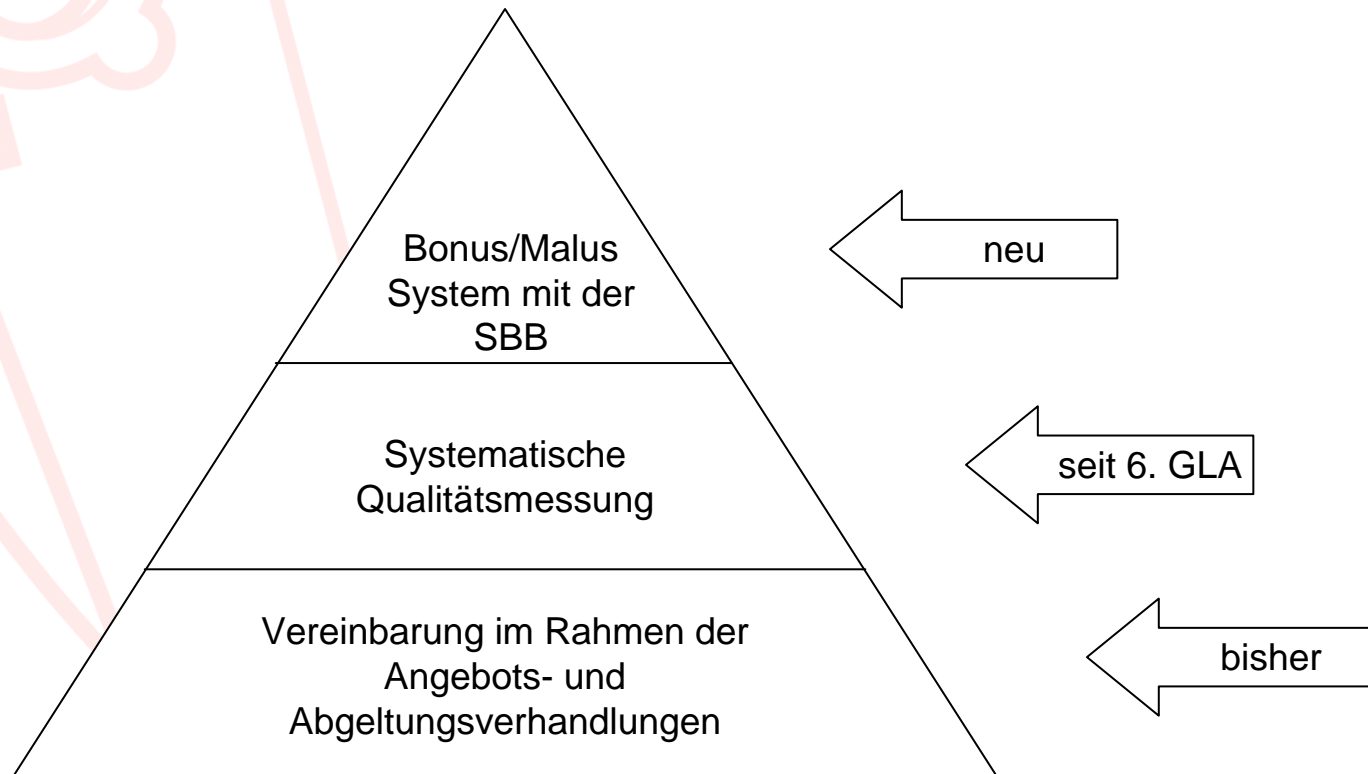 Bonus/Malus
System mit der
SBB
neu
Systematische
Qualitätsmessung
seit 6. GLA
Vereinbarung im Rahmen der
Angebots- und
Abgeltungsverhandlungen
bisher